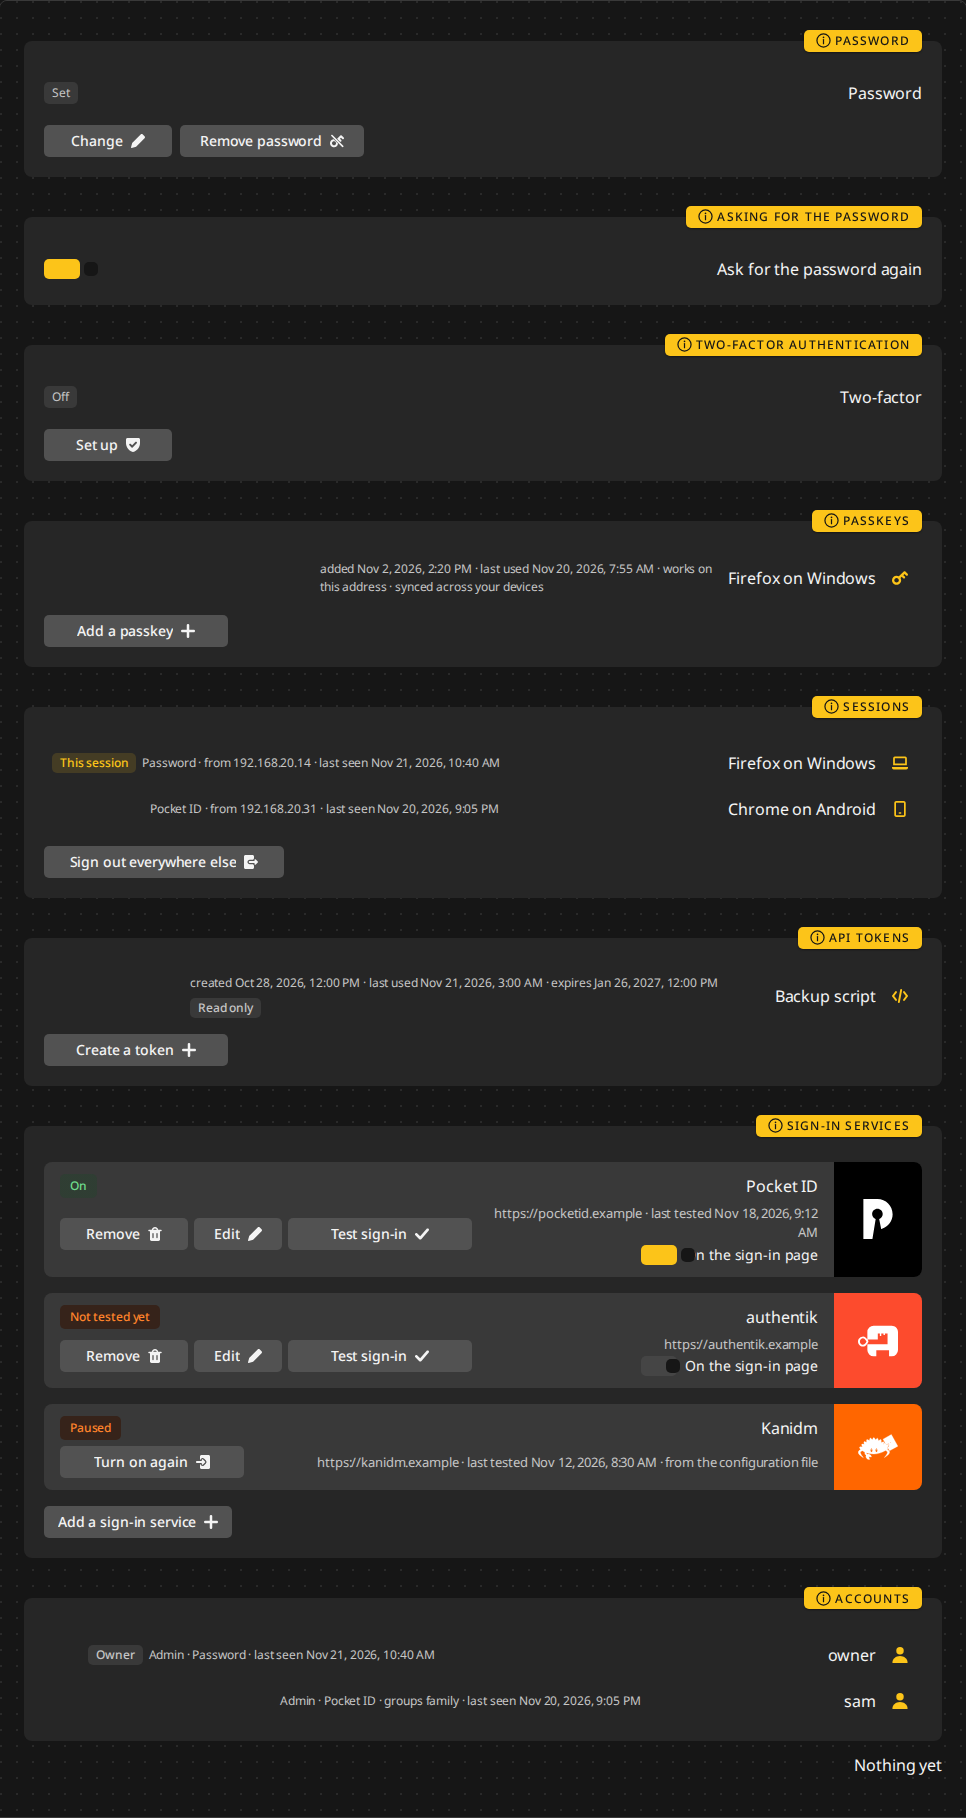 PASSWORD
Password
Set
Change
Remove password
ASKING FOR THE PASSWORD
Ask for the password again
TWO-FACTOR AUTHENTICATION
Two-factor
Off
Set up
PASSKEYS
Firefox on Windows
added Nov 2, 2026, 2:20 PM · last used Nov 20, 2026, 7:55 AM · works on
this address · synced across your devices
Add a passkey
SESSIONS
Firefox on Windows
This session Password · from 192.168.20.14 · last seen Nov 21, 2026, 10:40 AM
Chrome on Android
Pocket ID · from 192.168.20.31 · last seen Nov 20, 2026, 9:05 PM
Sign out everywhere else
API TOKENS
Backup script
created Oct 28, 2026, 12:00 PM · last used Nov 21, 2026, 3:00 AM · expires Jan 26, 2027, 12:00 PM
Read only
Create a token
SIGN-IN SERVICES
Pocket ID
On
https://pocketid.example · last tested Nov 18, 2026, 9:12
AM
n the sign-in page
Remove
Edit
Test sign-in
authentik
Not tested yet
https://authentik.example
On the sign-in page
Remove
Edit
Test sign-in
Kanidm
Paused
https://kanidm.example · last tested Nov 12, 2026, 8:30 AM · from the configuration file
Turn on again
Add a sign-in service
ACCOUNTS
owner
Owner Admin · Password · last seen Nov 21, 2026, 10:40 AM
sam
Admin · Pocket ID · groups family · last seen Nov 20, 2026, 9:05 PM
Nothing yet